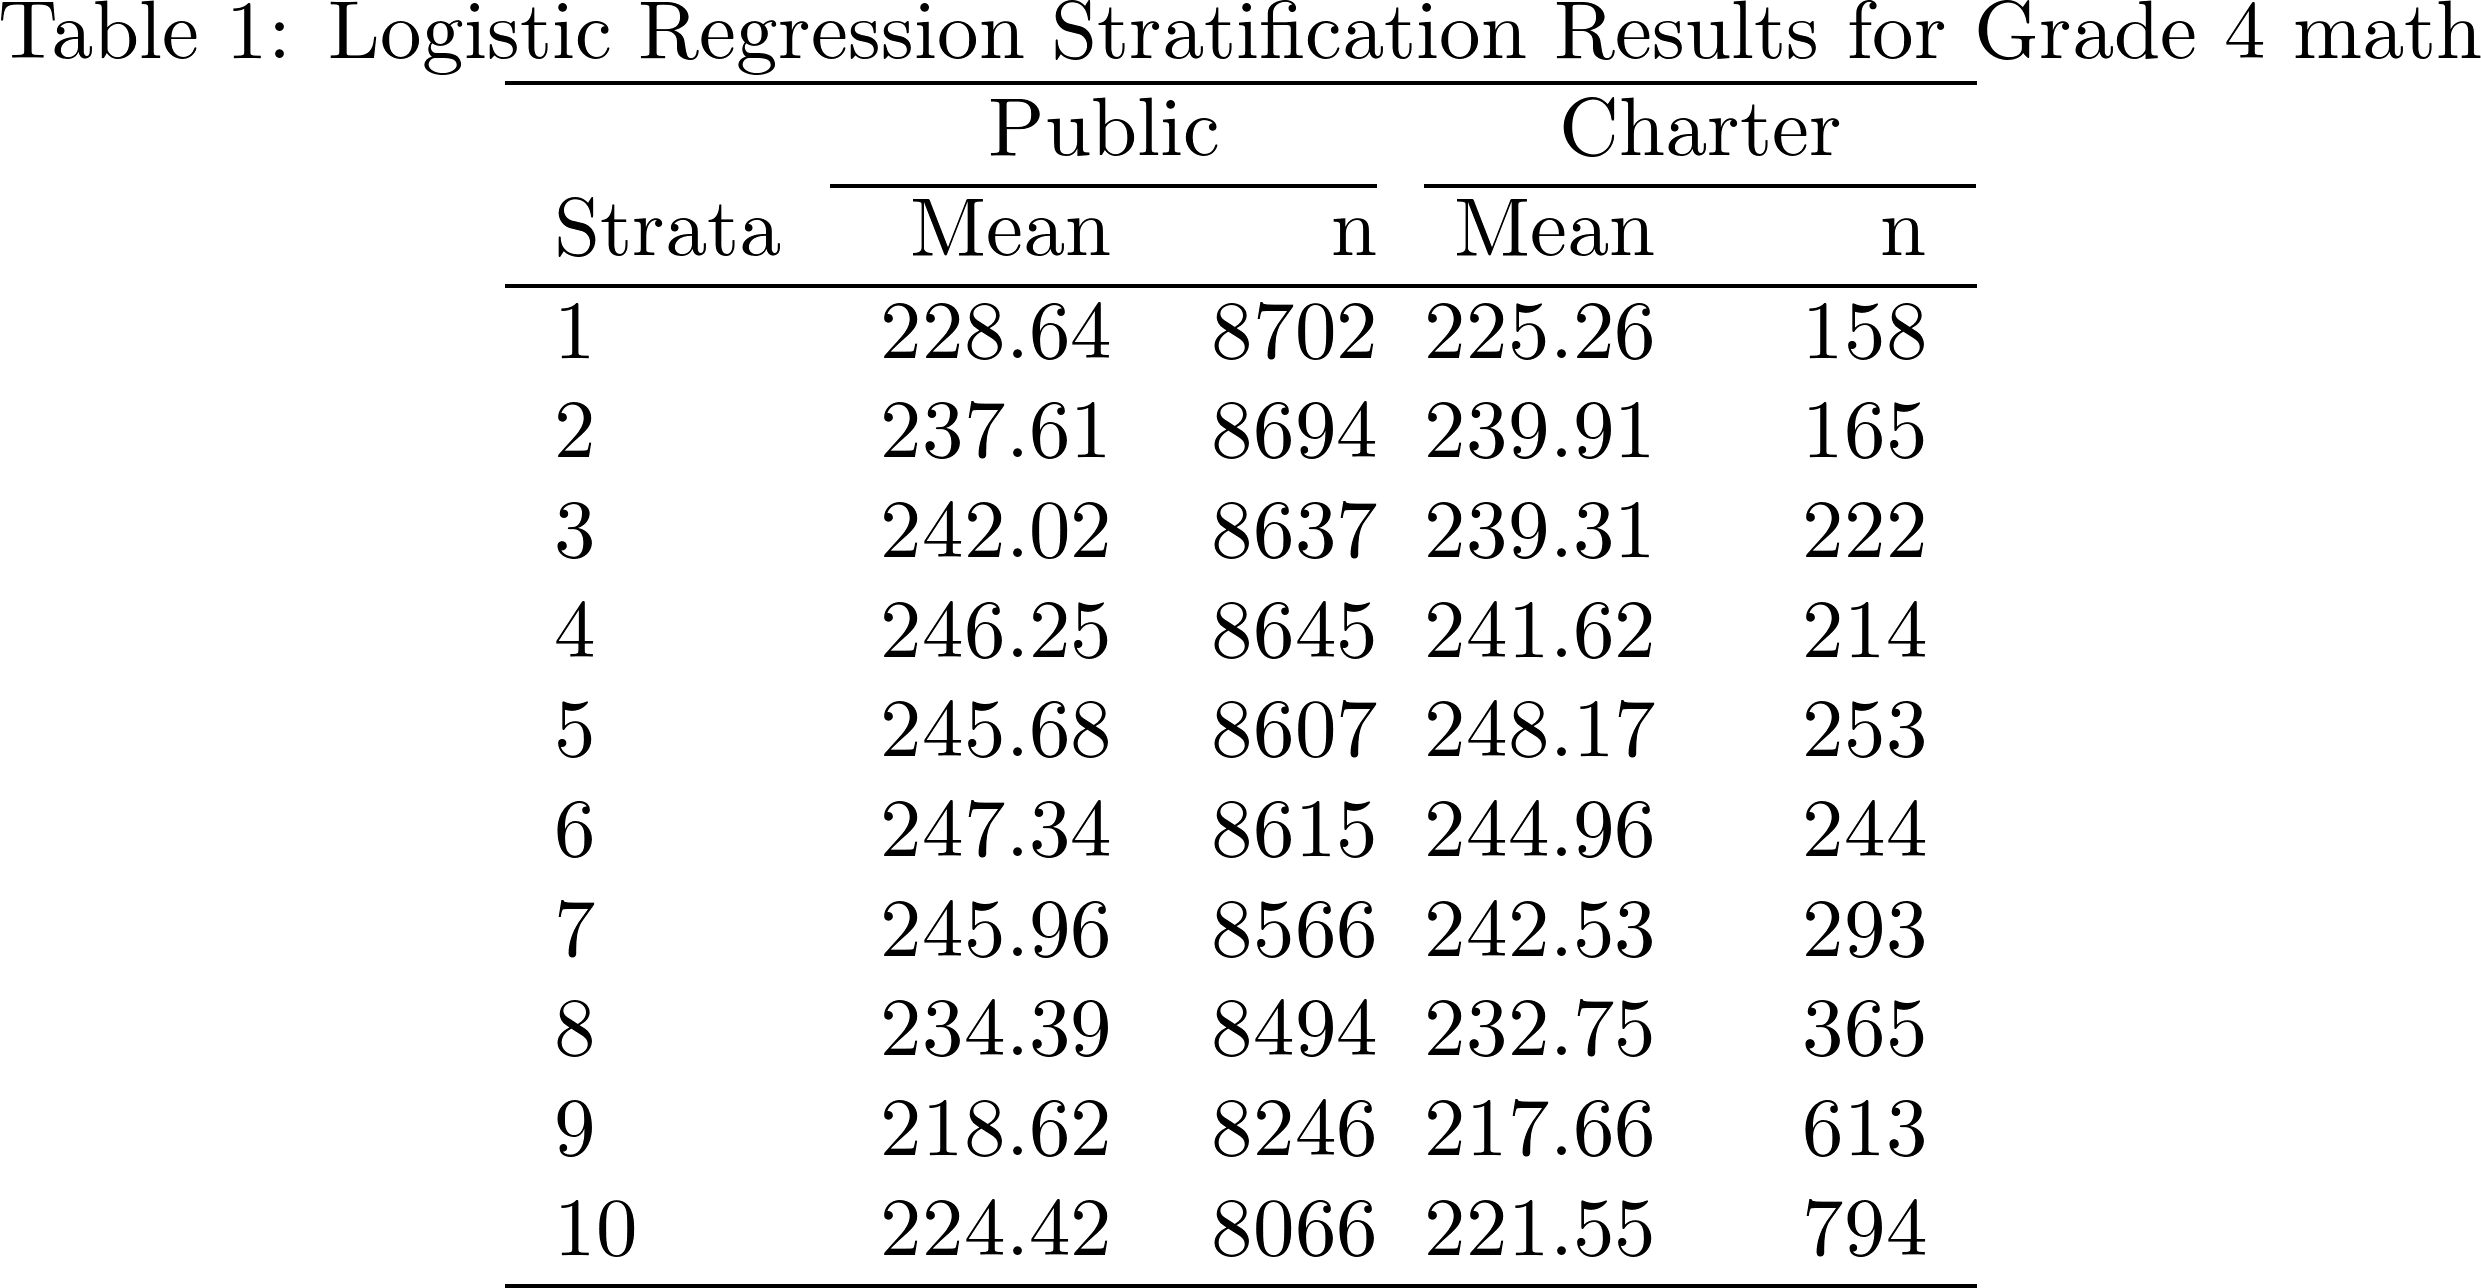 Table 1: Logistic Regression Stratification Results for Grade 4 math
Public Charter
Strata Mean n Mean n
1 228.64 8702 225.26 158
2 237.61 8694 239.91 165
3 242.02 8637 239.31 222
4 246.25 8645 241.62 214
5 245.68 8607 248.17 253
6 247.34 8615 244.96 244
7 245.96 8566 242.53 293
8 234.39 8494 232.75 365
9 218.62 8246 217.66 613
10 224.42 8066 221.55 794